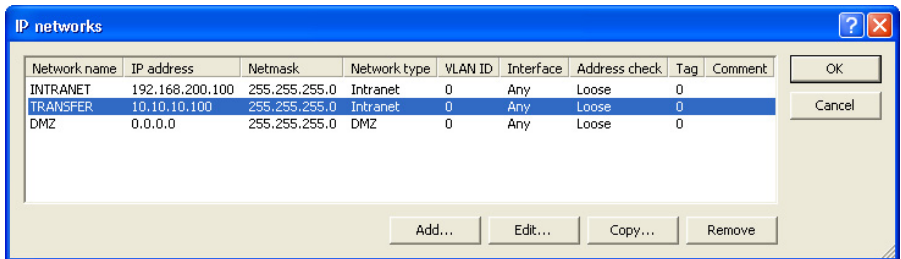 IP networks
Network name IP address Netmask Network type VLAN ID Interface Address check Tag Comment
INTRANET 192.168.200.100 255.255.255.0 Intranet 0 Any Loose 0
TRANSFER 10.10.10.100 255.255.255.0 Intranet 0 Any Loose 0
DMZ 0.0.0.0 255.255.255.0 DMZ 0 Any Loose 0
OK
Cancel
Add... Edit... Copy... Remove